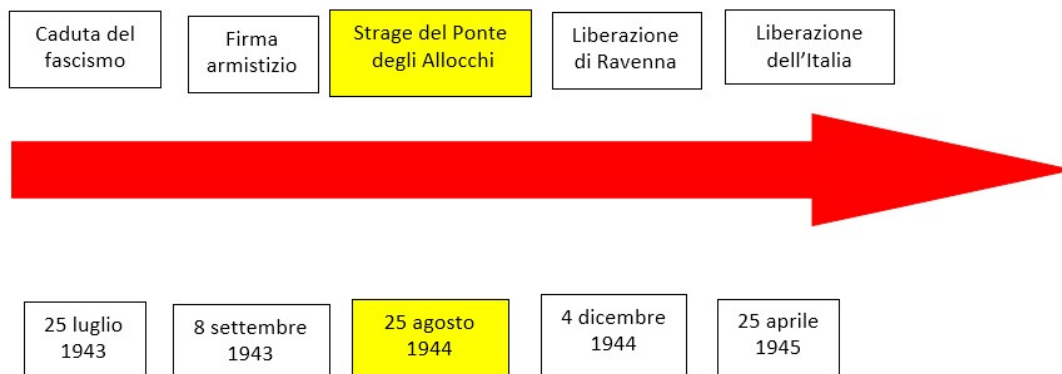 Caduta del
fascismo
Firma
armistizio
Strage del Ponte
degli Allocchi
Liberazione
di Ravenna
Liberazione
dell'Italia
25 luglio
1943
8 settembre
1943
25 agosto
1944
4 dicembre
1944
25 aprile
1945